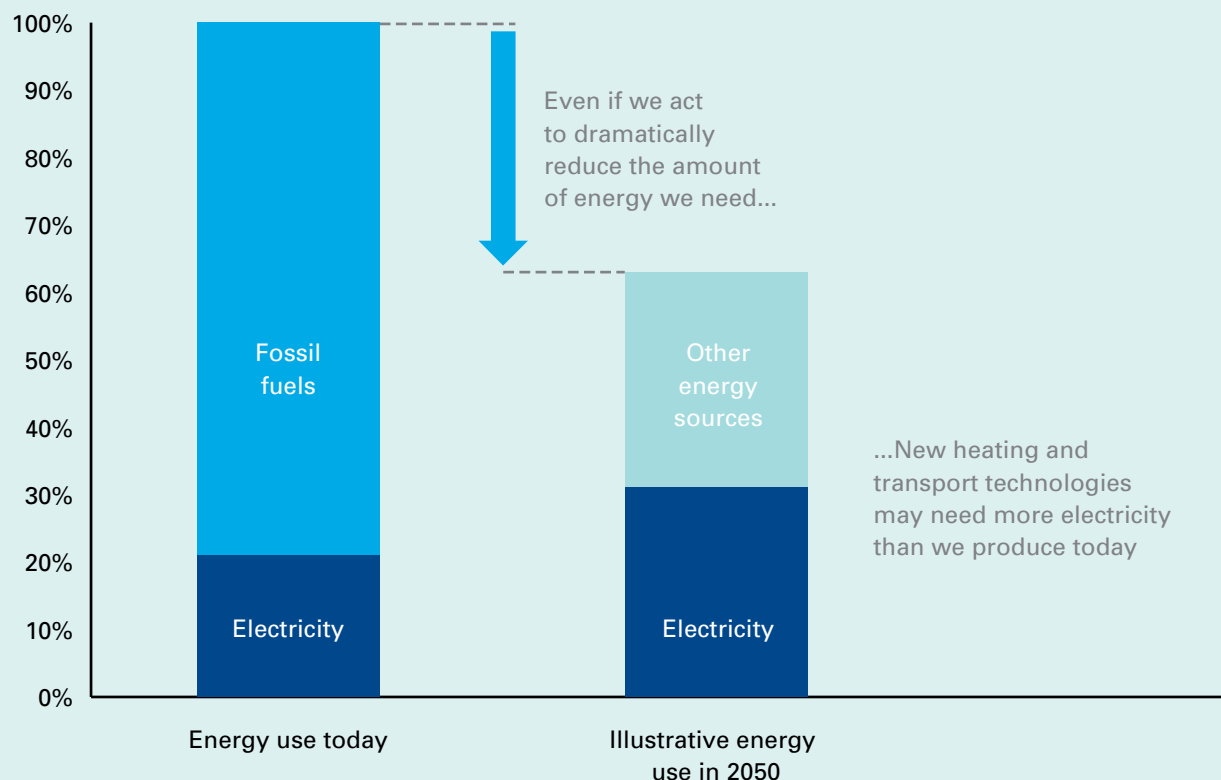 100%
90%
80%
70%
60%
50%
40%
30%
20%
10%
0%
Even if we act
to dramatically
reduce the amount
of energy we need...
Fossil
fuels
Other
energy
sources
...New heating and
transport technologies
may need more electricity
than we produce today
Electricity
Electricity
Energy use today
Illustrative energy
use in 2050